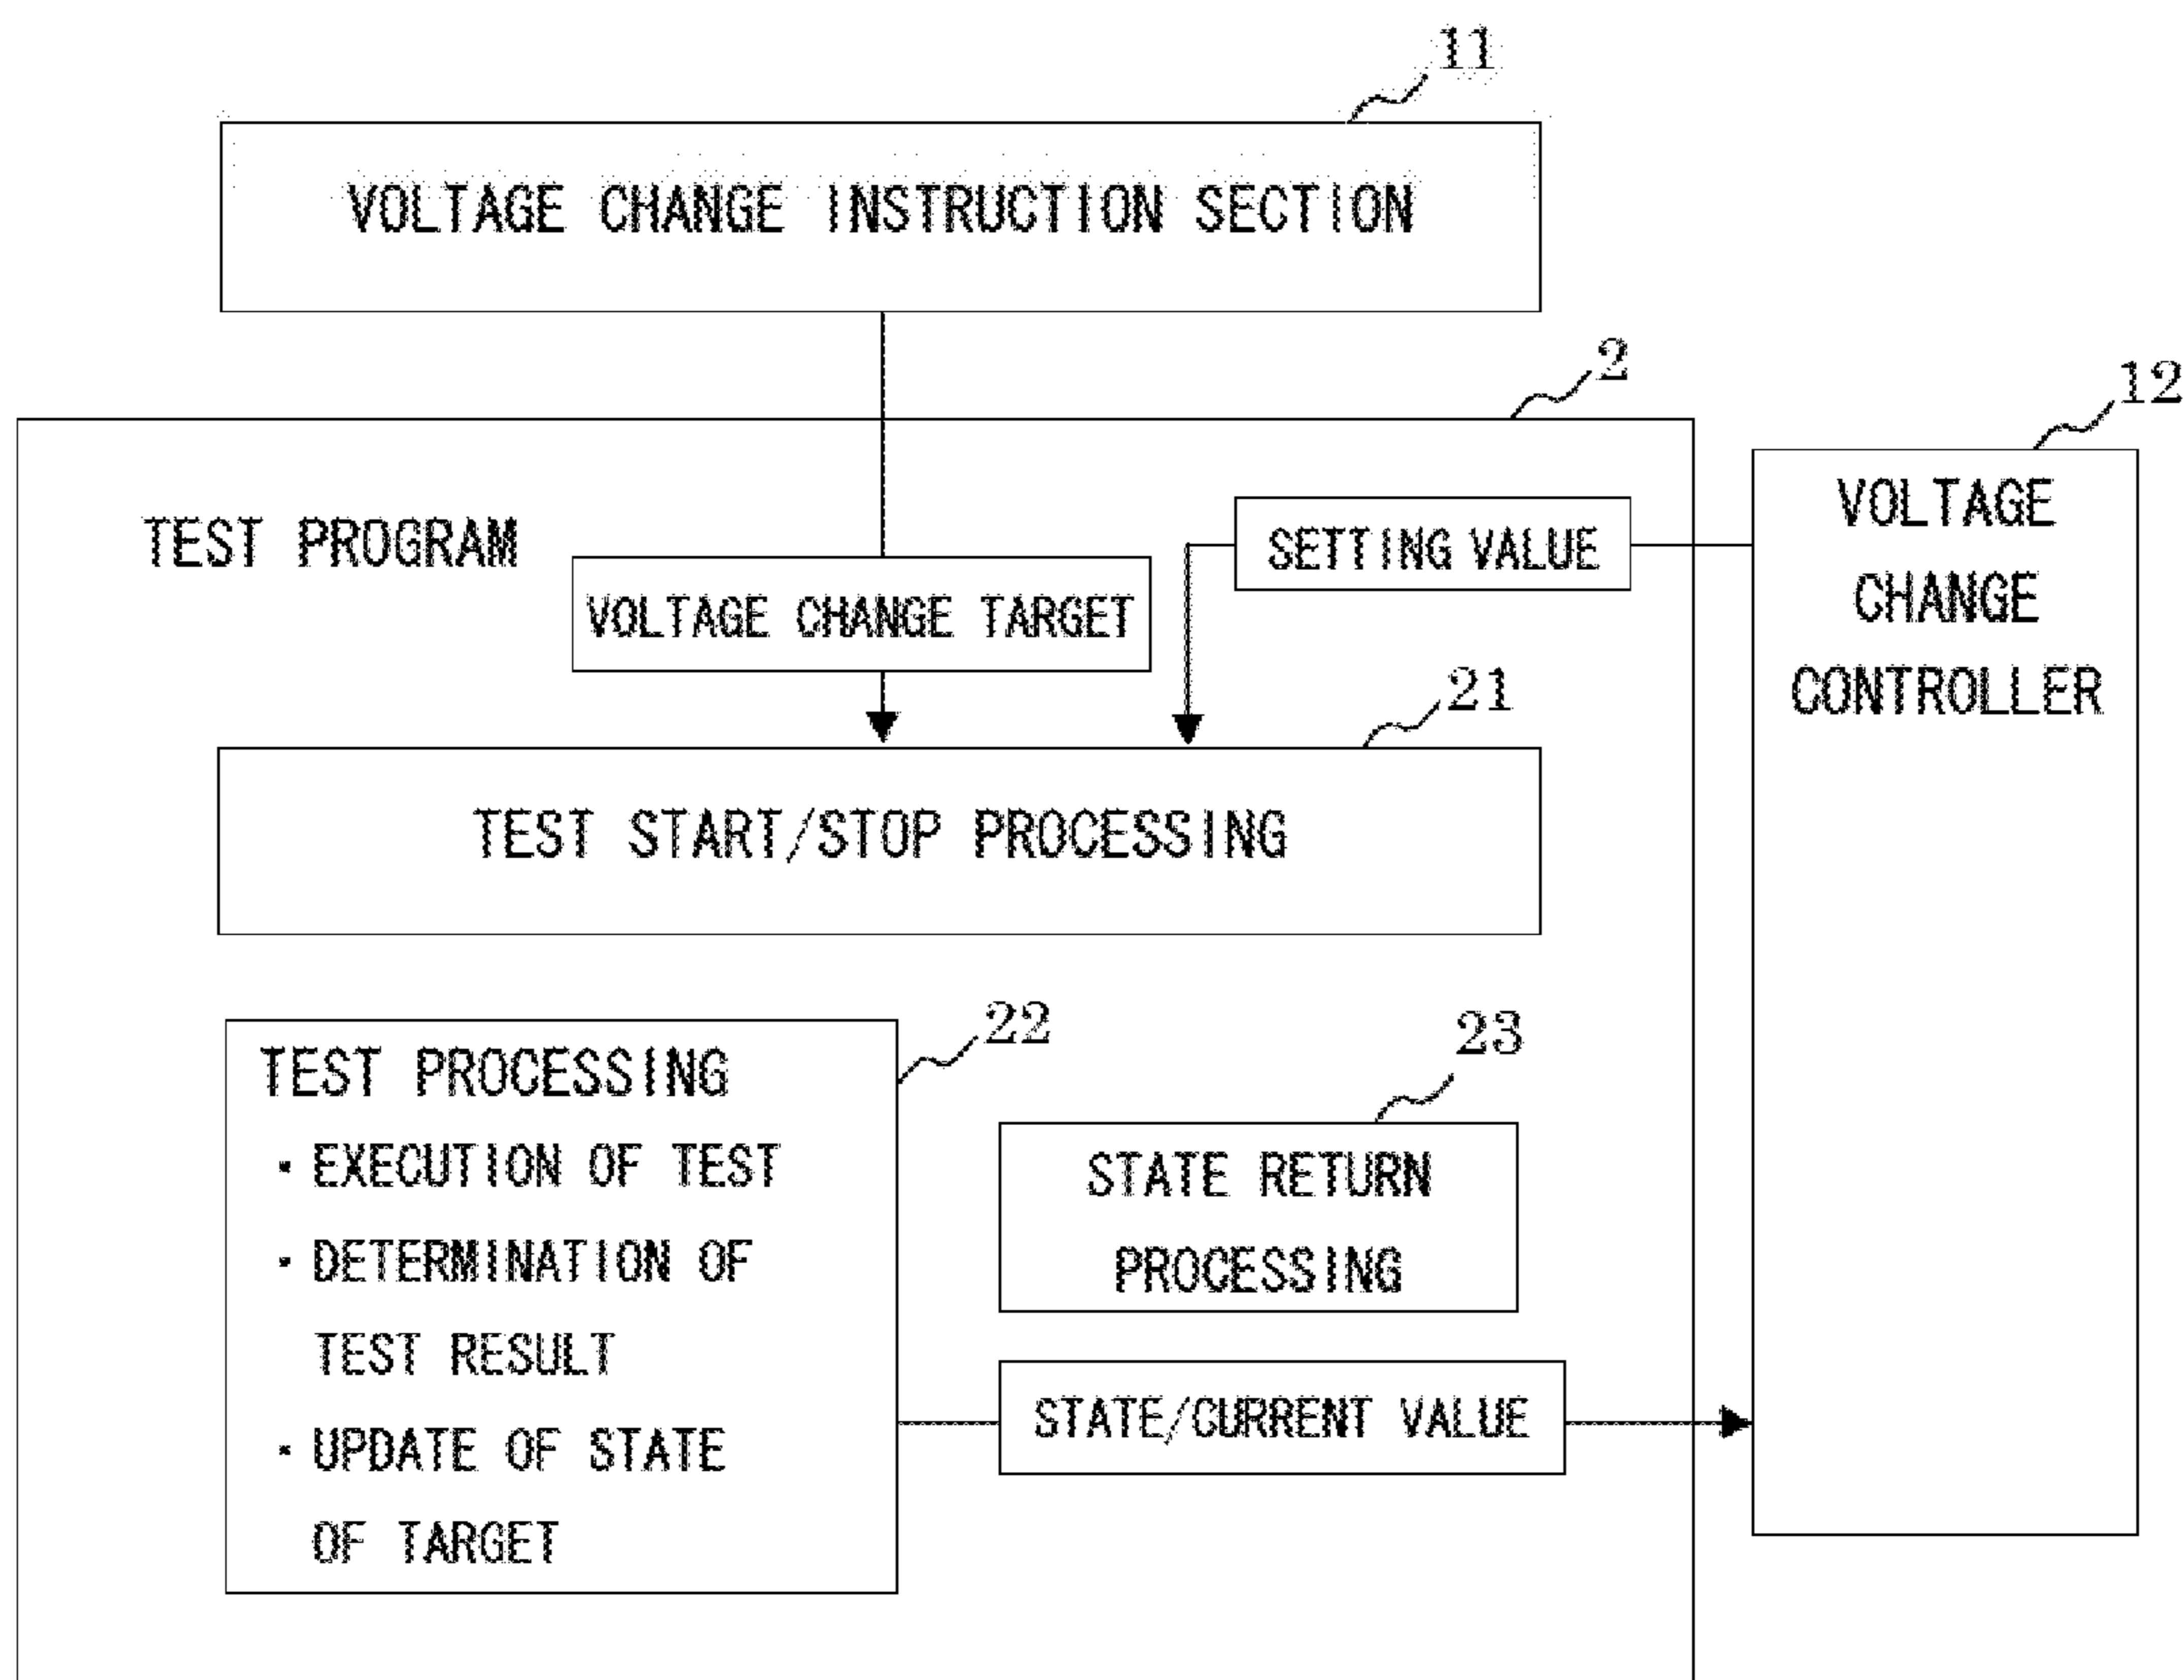 11
VOLTAGE CHANGE INSTRUCTION SECTION
2
12
TEST PROGRAM
SETTING VALUE
VOLTAGE
CHANGE
CONTROLLER
VOLTAGE CHANGE TARGET
21
TEST START/STOP PROCESSING
22
TEST PROCESSING
・EXECUTION OF TEST
・DETERMINATION OF
TEST RESULT
・UPDATE OF STATE
OF TARGET
23
STATE RETURN
PROCESSING
STATE/CURRENT VALUE